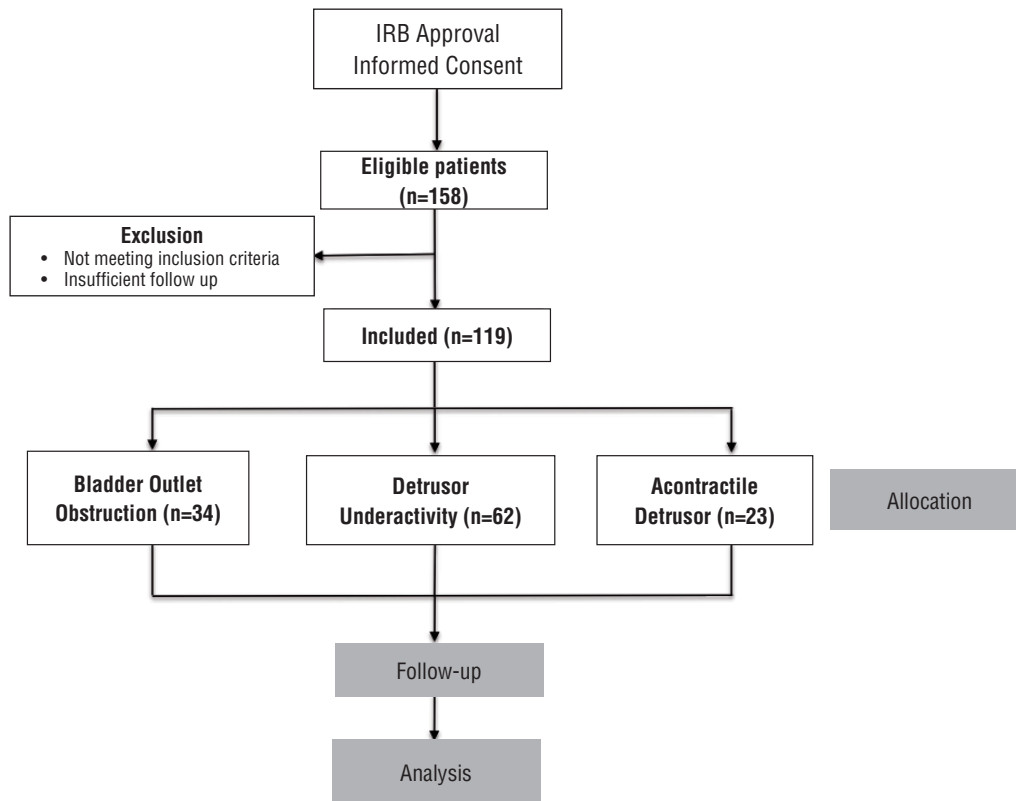 IRB Approval
Informed Consent
Eligible patients
(n=158)
Exclusion
• Not meeting inclusion criteria
• Insufficient follow up
Included (n=119)
Bladder Outlet
Obstruction (n=34)
Detrusor
Underactivity (n=62)
Acontractile
Detrusor (n=23)
Allocation
Follow-up
Analysis